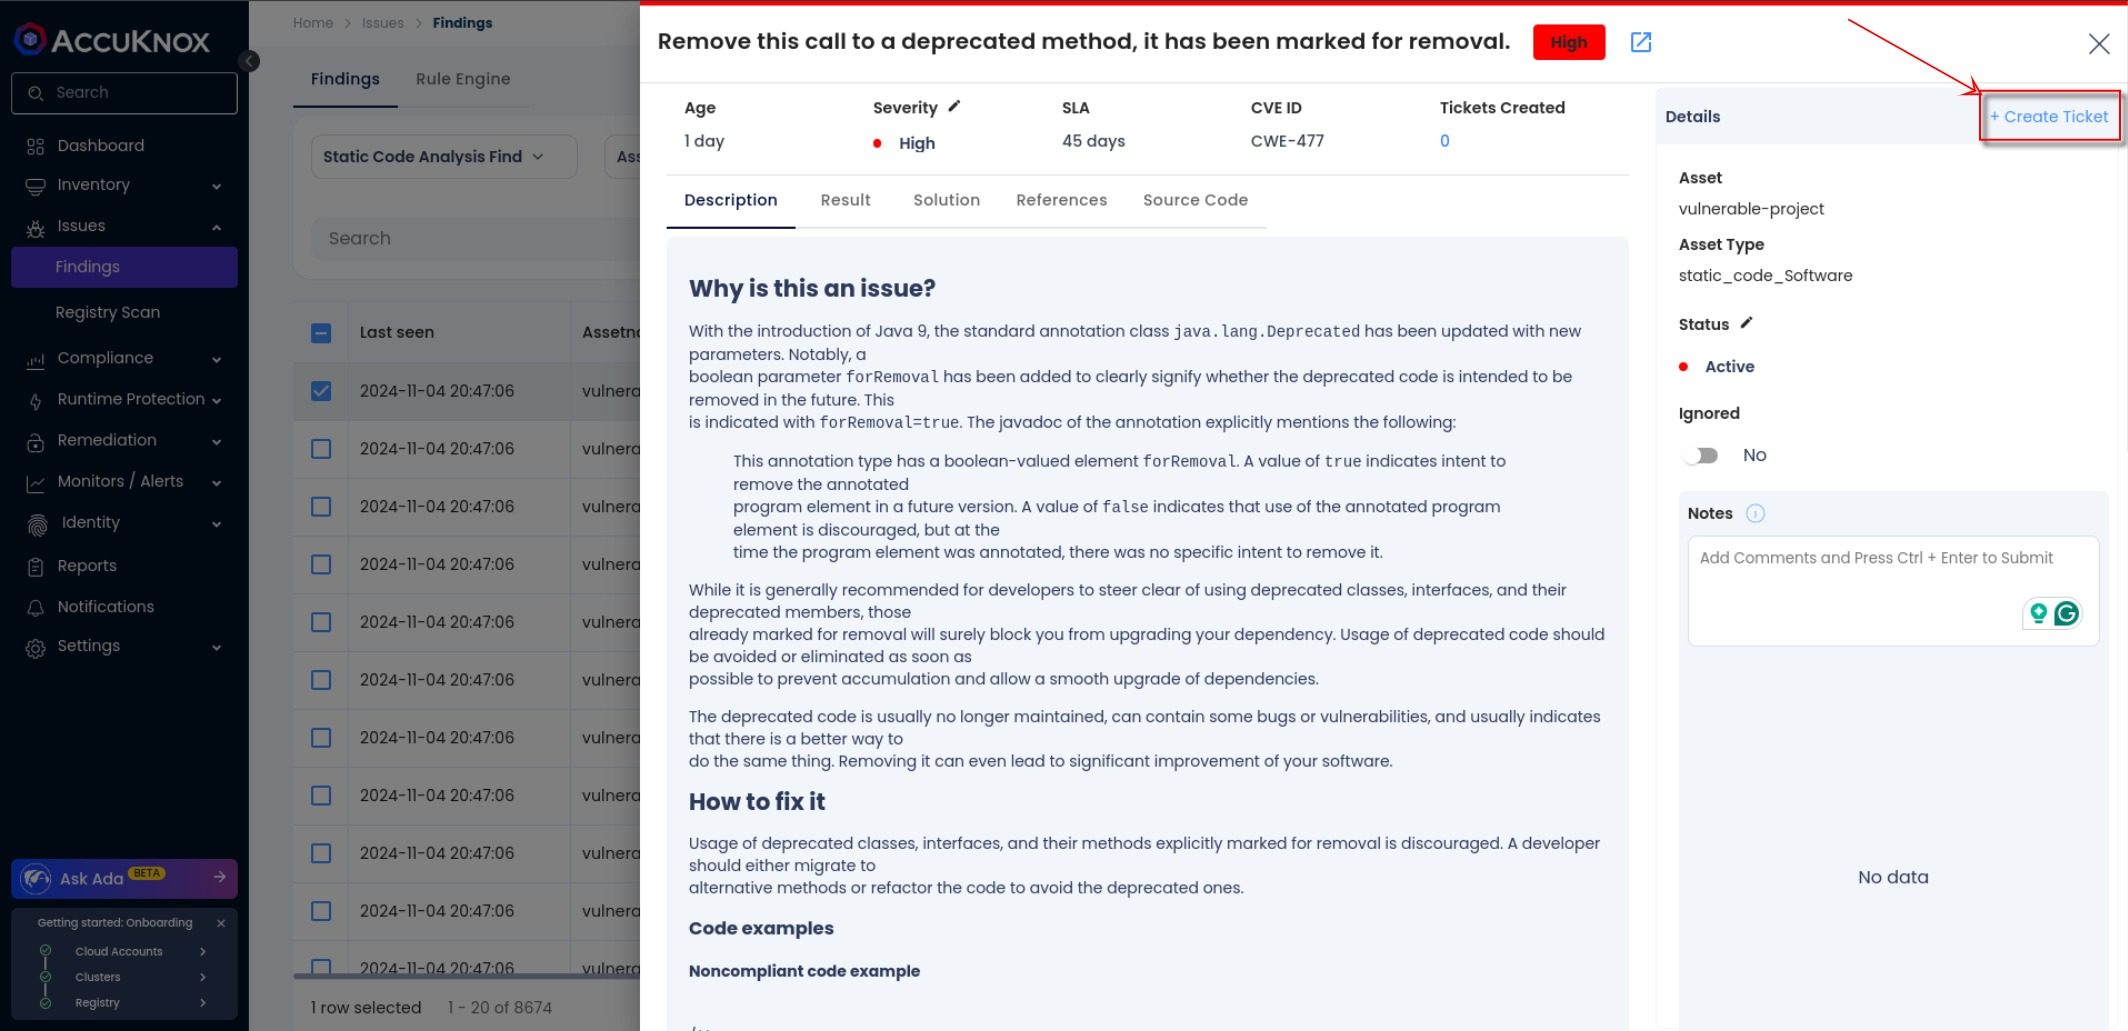 ACCUKNOX
Search
Dashboard
Inventory
Issues
Findings
Registry Scan
Compliance
Runtime Protection
Remediation
Monitors / Alerts
Identity
Reports
Notifications
Settings
Ask Ada BETA
Getting started: Onboarding
Cloud Accounts
Clusters
Registry
Home > Issues > Findings
Findings Rule Engine
Static Code Analysis Find
Search
Last seen
2024-11-04 20:47:06
2024-11-04 20:47:06
2024-11-04 20:47:06
2024-11-04 20:47:06
2024-11-04 20:47:06
2024-11-04 20:47:06
2024-11-04 20:47:06
2024-11-04 20:47:06
2024-11-04 20:47:06
2024-11-04 20:47:06
2024-11-04 20:47:06
1 row selected 1 - 20 of 8674
Remove this call to a deprecated method, it has been marked for removal. High
Age Severity SLA CVE ID Tickets Created
1 day High 45 days CWE-477 0
Description Result Solution References Source Code
Why is this an issue?
With the introduction of Java 9, the standard annotation class java.lang.Deprecated has been updated with new
parameters. Notably, a
boolean parameter forRemoval has been added to clearly signify whether the deprecated code is intended to be
removed in the future. This
is indicated with forRemoval=true. The javadoc of the annotation explicitly mentions the following:
This annotation type has a boolean-valued element forRemoval. A value of true indicates intent to
remove the annotated
program element in a future version. A value of false indicates that use of the annotated program
element is discouraged, but at the
time the program element was annotated, there was no specific intent to remove it.
While it is generally recommended for developers to steer clear of using deprecated classes, interfaces, and their
deprecated members, those
already marked for removal will surely block you from upgrading your dependency. Usage of deprecated code should
be avoided or eliminated as soon as
possible to prevent accumulation and allow a smooth upgrade of dependencies.
The deprecated code is usually no longer maintained, can contain some bugs or vulnerabilities, and usually indicates
that there is a better way to
do the same thing. Removing it can even lead to significant improvement of your software.
How to fix it
Usage of deprecated classes, interfaces, and their methods explicitly marked for removal is discouraged. A developer
should either migrate to
alternative methods or refactor the code to avoid the deprecated ones.
Code examples
Noncompliant code example
Details + Create Ticket
Asset
vulnerable-project
Asset Type
static_code_Software
Status
Active
Ignored
No
Notes
Add Comments and Press Ctrl + Enter to Submit
No data